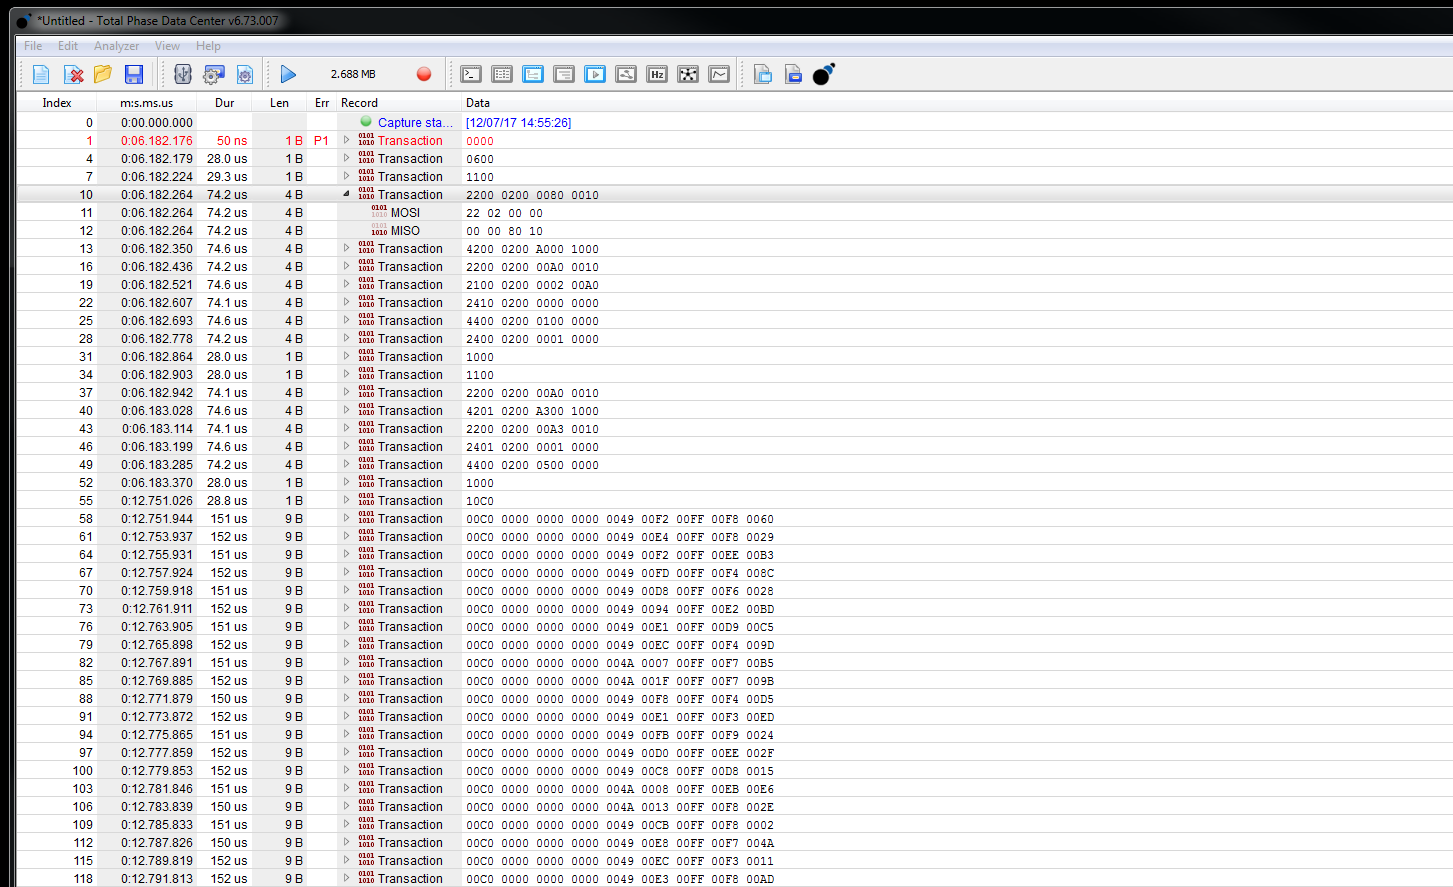 *Untitled - Total Phase Data Center v6.73.007
File Edit Analyzer View Help
2.688 MB Hz
Index m:s.ms.us Dur Len Err Record Data
0 0:00.000.000 Capture sta... [12/07/17 14:55:26]
1 0:06.182.176 50 ns 1 B P1 Transaction 0000
4 0:06.182.179 28.0 us 1 B Transaction 0600
7 0:06.182.224 29.3 us 1 B Transaction 1100
10 0:06.182.264 74.2 us 4 B Transaction 2200 0200 0080 0010
11 0:06.182.264 74.2 us 4 B MOSI 22 02 00 00
12 0:06.182.264 74.2 us 4 B MISO 00 00 80 10
13 0:06.182.350 74.6 us 4 B Transaction 4200 0200 A000 1000
16 0:06.182.436 74.2 us 4 B Transaction 2200 0200 00A0 0010
19 0:06.182.521 74.6 us 4 B Transaction 2100 0200 0002 00A0
22 0:06.182.607 74.1 us 4 B Transaction 2410 0200 0000 0000
25 0:06.182.693 74.6 us 4 B Transaction 4400 0200 0100 0000
28 0:06.182.778 74.2 us 4 B Transaction 2400 0200 0001 0000
31 0:06.182.864 28.0 us 1 B Transaction 1000
34 0:06.182.903 28.0 us 1 B Transaction 1100
37 0:06.182.942 74.1 us 4 B Transaction 2200 0200 00A0 0010
40 0:06.183.028 74.6 us 4 B Transaction 4201 0200 A300 1000
43 0:06.183.114 74.1 us 4 B Transaction 2200 0200 00A3 0010
46 0:06.183.199 74.6 us 4 B Transaction 2401 0200 0001 0000
49 0:06.183.285 74.2 us 4 B Transaction 4400 0200 0500 0000
52 0:06.183.370 28.0 us 1 B Transaction 1000
55 0:12.751.026 28.8 us 1 B Transaction 10C0
58 0:12.751.944 151 us 9 B Transaction 00C0 0000 0000 0000 0049 00F2 00FF 00F8 0060
61 0:12.753.937 152 us 9 B Transaction 00C0 0000 0000 0000 0049 00E4 00FF 00F8 0029
64 0:12.755.931 151 us 9 B Transaction 00C0 0000 0000 0000 0049 00F2 00FF 00EE 00B3
67 0:12.757.924 152 us 9 B Transaction 00C0 0000 0000 0000 0049 00FD 00FF 00F4 008C
70 0:12.759.918 151 us 9 B Transaction 00C0 0000 0000 0000 0049 00D8 00FF 00F6 0028
73 0:12.761.911 152 us 9 B Transaction 00C0 0000 0000 0000 0049 0094 00FF 00E2 00BD
76 0:12.763.905 151 us 9 B Transaction 00C0 0000 0000 0000 0049 00E1 00FF 00D9 00C5
79 0:12.765.898 152 us 9 B Transaction 00C0 0000 0000 0000 0049 00EC 00FF 00F4 009D
82 0:12.767.891 151 us 9 B Transaction 00C0 0000 0000 0000 004A 0007 00FF 00F7 00B5
85 0:12.769.885 152 us 9 B Transaction 00C0 0000 0000 0000 004A 001F 00FF 00F7 009B
88 0:12.771.879 150 us 9 B Transaction 00C0 0000 0000 0000 0049 00F8 00FF 00F4 00D5
91 0:12.773.872 152 us 9 B Transaction 00C0 0000 0000 0000 0049 00E1 00FF 00F3 00ED
94 0:12.775.865 151 us 9 B Transaction 00C0 0000 0000 0000 0049 00FB 00FF 00F9 0024
97 0:12.777.859 152 us 9 B Transaction 00C0 0000 0000 0000 0049 00D0 00FF 00EE 002F
100 0:12.779.853 152 us 9 B Transaction 00C0 0000 0000 0000 0049 00C8 00FF 00D8 0015
103 0:12.781.846 151 us 9 B Transaction 00C0 0000 0000 0000 004A 0008 00FF 00EB 00E6
106 0:12.783.839 150 us 9 B Transaction 00C0 0000 0000 0000 004A 0013 00FF 00F8 002E
109 0:12.785.833 151 us 9 B Transaction 00C0 0000 0000 0000 0049 00CB 00FF 00F8 0002
112 0:12.787.826 150 us 9 B Transaction 00C0 0000 0000 0000 0049 00E8 00FF 00F7 004A
115 0:12.789.819 152 us 9 B Transaction 00C0 0000 0000 0000 0049 00EC 00FF 00F3 0011
118 0:12.791.813 152 us 9 B Transaction 00C0 0000 0000 0000 0049 00E3 00FF 00F8 00AD